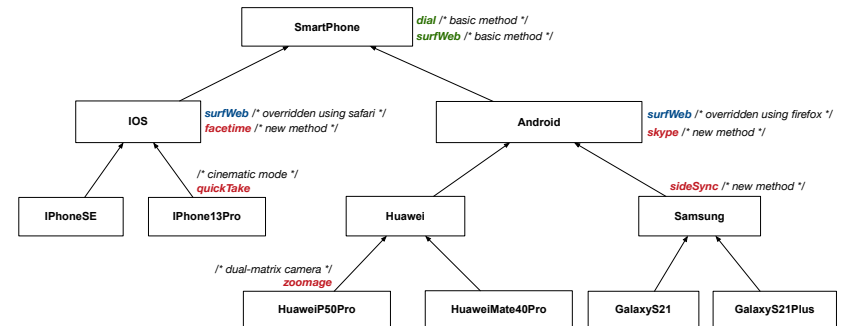 SmartPhone
dial /* basic method */
surfWeb /* basic method */
IOS
surfWeb /* overridden using safari */
facetime /* new method */
Android
surfWeb /* overridden using firefox */
skype /* new method */
/* cinematic mode */
quickTake
sideSync /* new method */
IPhoneSE
IPhone13Pro
Huawei
Samsung
/* dual-matrix camera */
zoomage
HuaweiP50Pro
HuaweiMate40Pro
GalaxyS21
GalaxyS21Plus